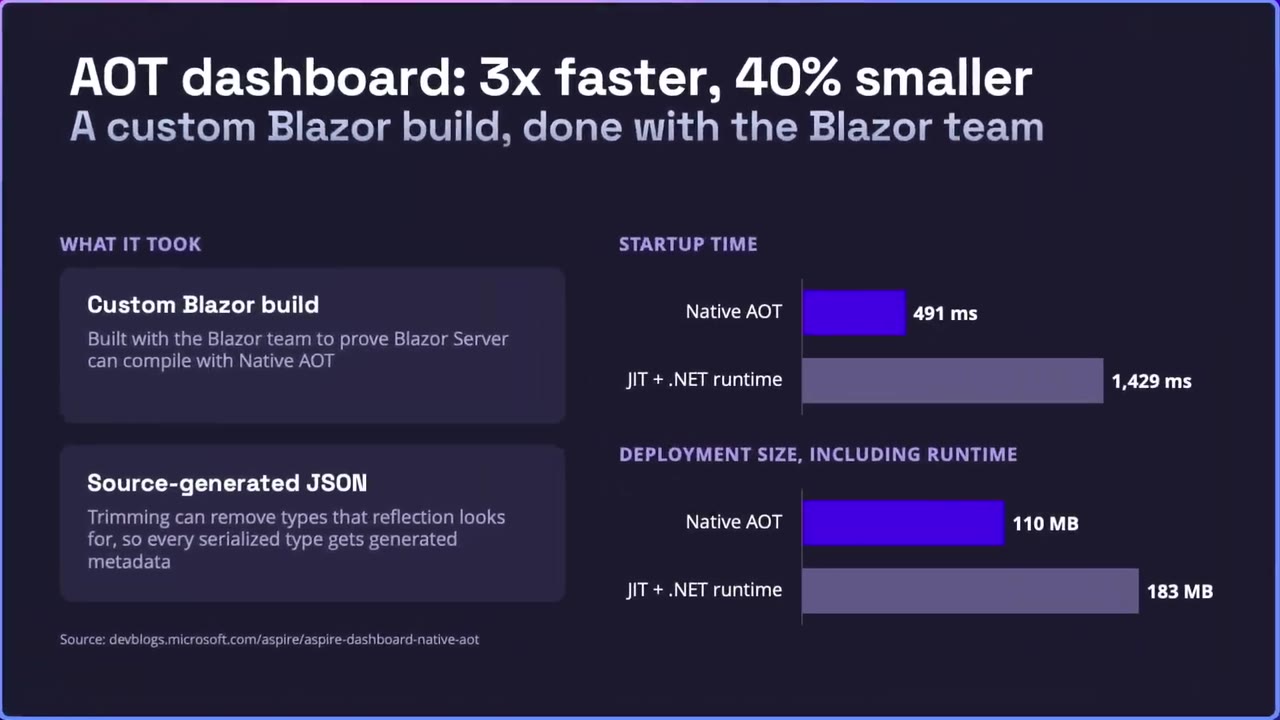 AOT dashboard: 3x faster, 40% smaller
A custom Blazor build, done with the Blazor team
WHAT IT TOOK
Custom Blazor build
Built with the Blazor team to prove Blazor Server
can compile with Native AOT
Source-generated JSON
Trimming can remove types that reflection looks
for, so every serialized type gets generated
metadata
Source: devblogs.microsoft.com/aspire/aspire-dashboard-native-aot
STARTUP TIME
Native AOT 491 ms
JIT + .NET runtime 1,429 ms
DEPLOYMENT SIZE, INCLUDING RUNTIME
Native AOT 110 MB
JIT + .NET runtime 183 MB